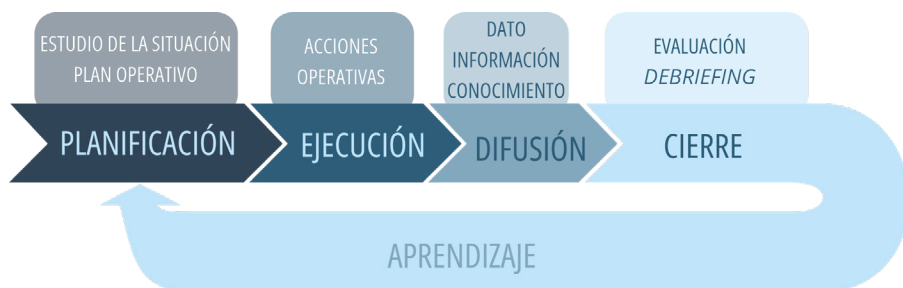 ESTUDIO DE LA SITUACIÓN
PLAN OPERATIVO
ACCIONES
OPERATIVAS
DATO
INFORMACIÓN
CONOCIMIENTO
EVALUACIÓN
DEBRIEFING
PLANIFICACIÓN
EJECUCIÓN
DIFUSIÓN
CIERRE
APRENDIZAJE